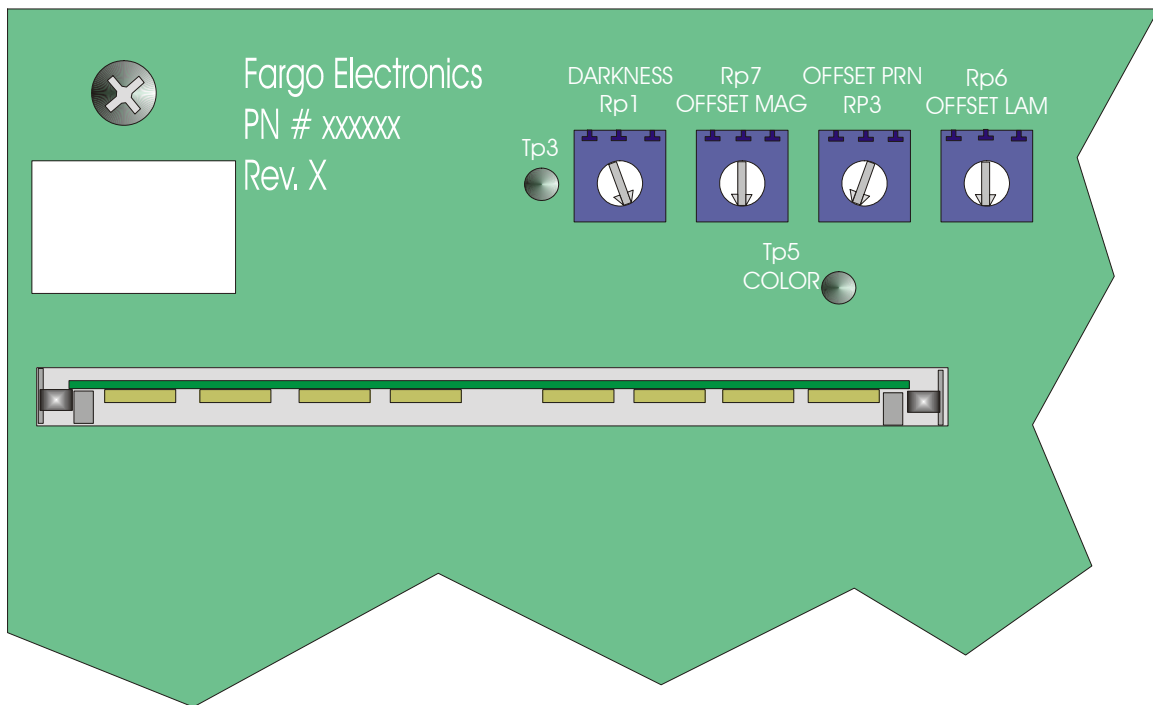 Fargo Electronics
PN # xxxxxx
Rev. X
Tp3
DARKNESS
Rp1
Rp7
OFFSET MAG
OFFSET PRN
RP3
Rp6
OFFSET LAM
Tp5
COLOR